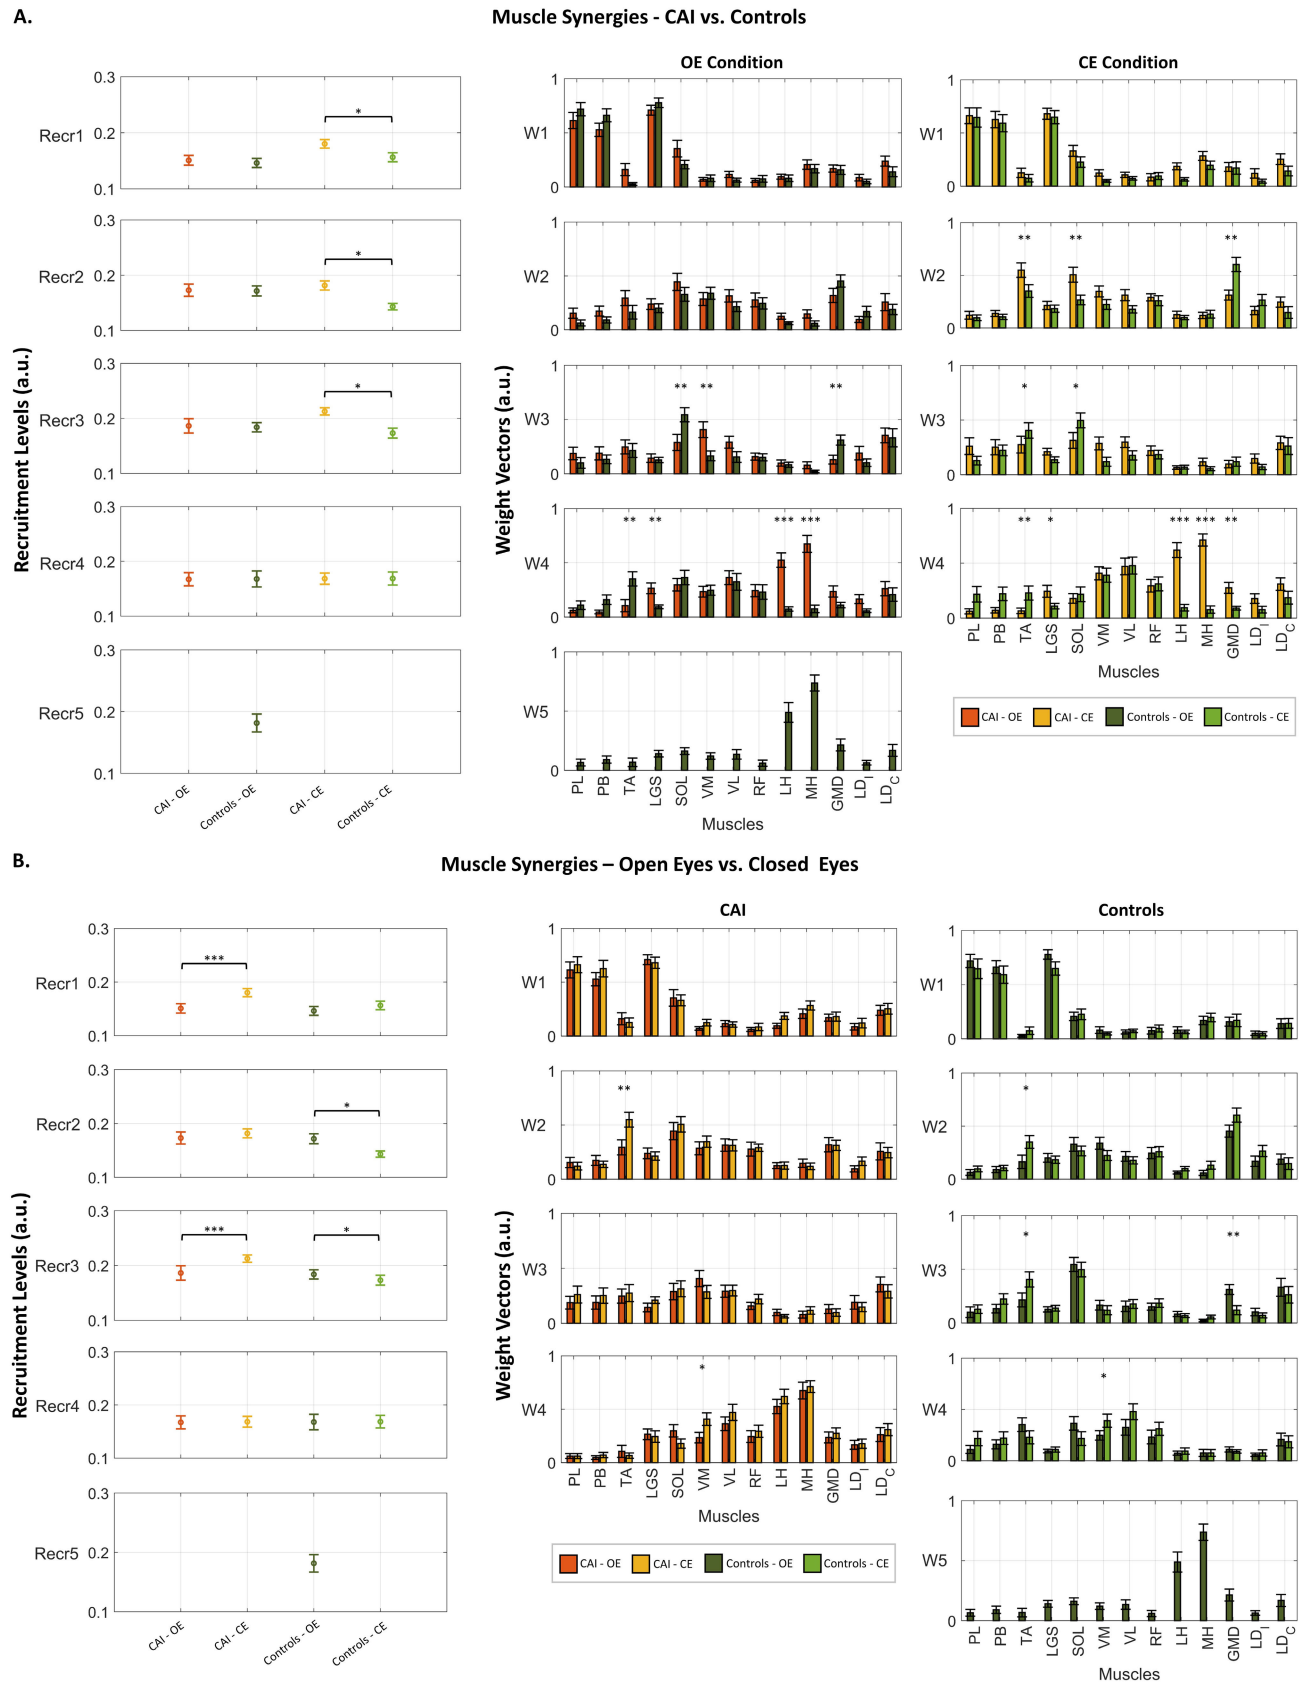 A.
Muscle Synergies - CAI vs. Controls
OE Condition
CE Condition
Recruitment Levels (a.u.)
Recr1
0.3
0.2
0.1
*
Recr2
0.3
0.2
0.1
*
Recr3
0.3
0.2
0.1
*
Recr4
0.3
0.2
0.1
Recr5
0.3
0.2
0.1
CAI - OE
Controls - OE
CAI - CE
Controls - CE
Weight Vectors (a.u.)
1
W1
0
1
W2
0
1
W3
0
** ** **
1
W4
0
** ** *** ***
1
W5
0
PL PB TA LGS SOL VM VL RF LH MH GMD LD I LD C
Muscles
1
W1
0
1
W2
0
** ** **
1
W3
0
* *
1
W4
0
** * *** *** **
PL PB TA LGS SOL VM VL RF LH MH GMD LD I LD C
Muscles
CAI - OE CAI - CE Controls - OE Controls - CE
B.
Muscle Synergies – Open Eyes vs. Closed Eyes
CAI
Controls
Recruitment Levels (a.u.)
Recr1
0.3
0.2
0.1
***
Recr2
0.3
0.2
0.1
*
Recr3
0.3
0.2
0.1
*** *
Recr4
0.3
0.2
0.1
Recr5
0.3
0.2
0.1
CAI - OE
CAI - CE
Controls - OE
Controls - CE
Weight Vectors (a.u.)
1
W1
0
1
W2
0
**
1
W3
0
1
W4
0
*
PL PB TA LGS SOL VM VL RF LH MH GMD LD I LD C
Muscles
CAI - OE CAI - CE Controls - OE Controls - CE
1
W1
0
1
W2
0
*
1
W3
0
* **
1
W4
0
*
1
W5
0
PL PB TA LGS SOL VM VL RF LH MH GMD LD I LD C
Muscles